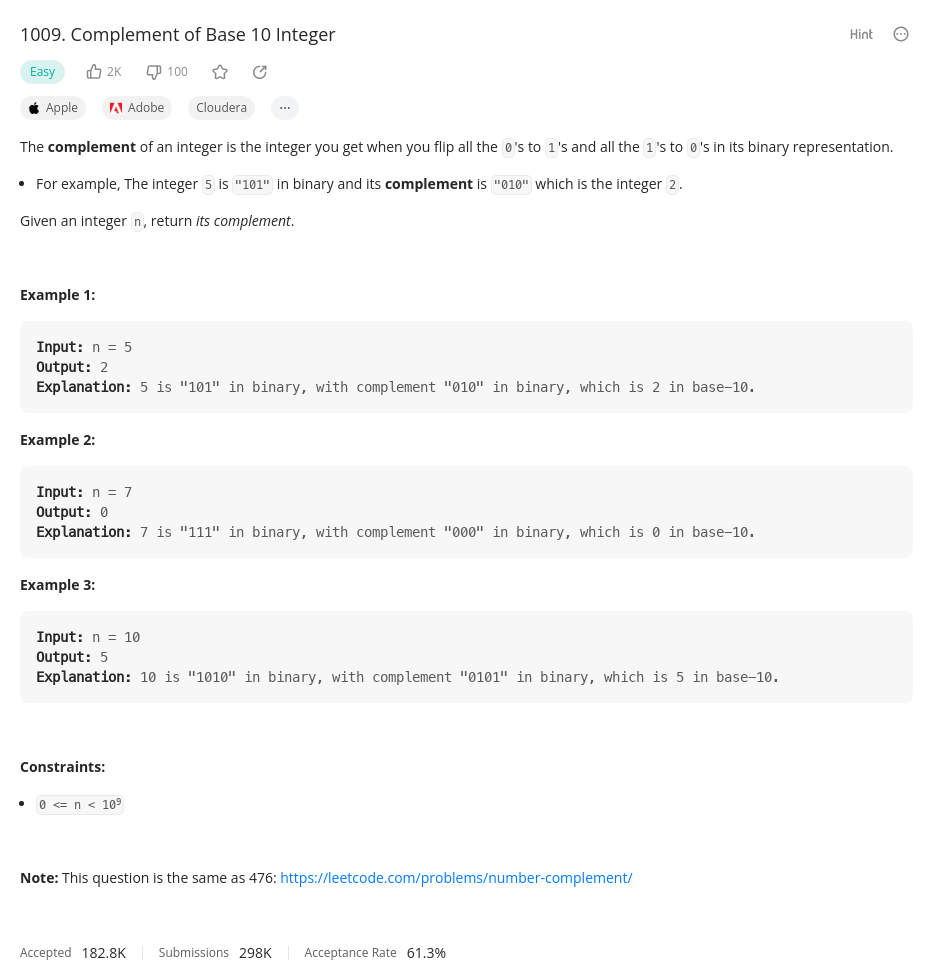 1009. Complement of Base 10 Integer
Hint
Easy 2K 100
Apple Adobe Cloudera ...
The complement of an integer is the integer you get when you flip all the 0's to 1's and all the 1's to 0's in its binary representation.
• For example, The integer 5 is "101" in binary and its complement is "010" which is the integer 2.
Given an integer n, return its complement.
Example 1:
Input: n = 5
Output: 2
Explanation: 5 is "101" in binary, with complement "010" in binary, which is 2 in base-10.
Example 2:
Input: n = 7
Output: 0
Explanation: 7 is "111" in binary, with complement "000" in binary, which is 0 in base-10.
Example 3:
Input: n = 10
Output: 5
Explanation: 10 is "1010" in binary, with complement "0101" in binary, which is 5 in base-10.
Constraints:
• 0 <= n < 10⁹
Note: This question is the same as 476: https://leetcode.com/problems/number-complement/
Accepted 182.8K Submissions 298K Acceptance Rate 61.3%